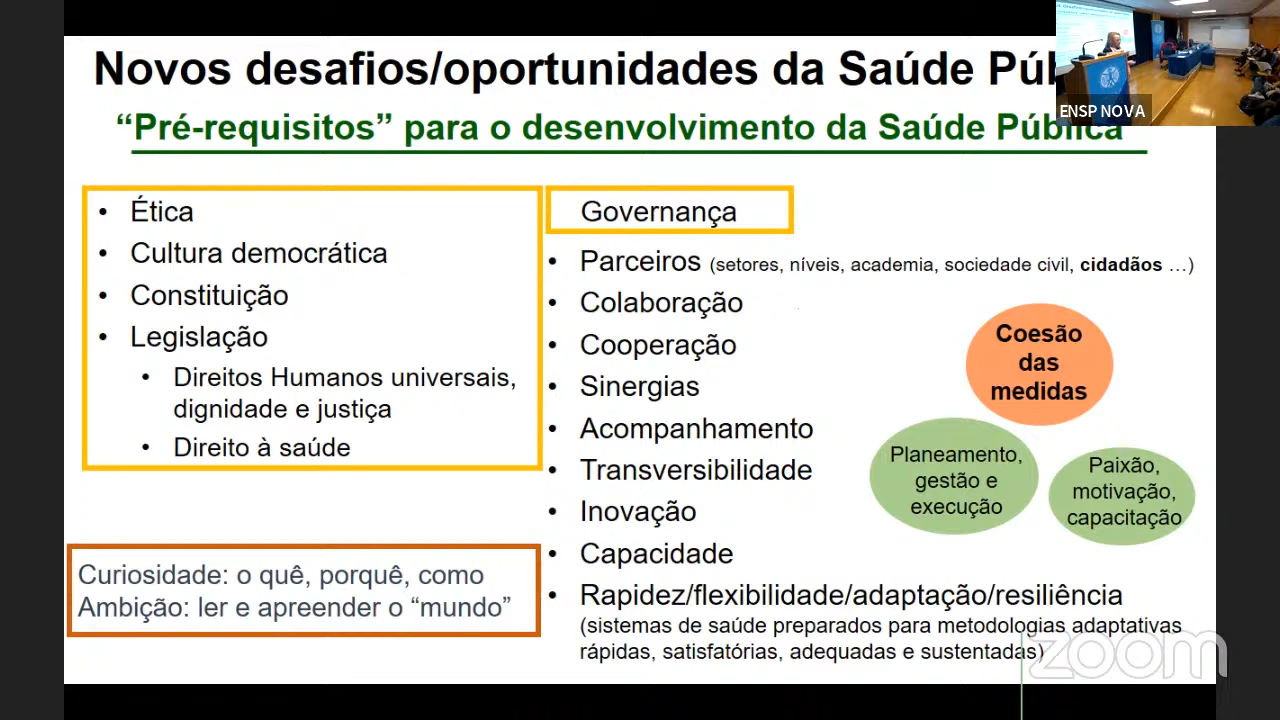 Novos desafios/oportunidades da Saúde
ENSP NOVA
“Pré-requisitos” para o desenvolvimento da Saúde Pública
• Ética
• Cultura democrática
• Constituição
• Legislação
• Direitos Humanos universais,
dignidade e justiça
• Direito à saúde
Curiosidade: o quê, porquê, como
Ambição: ler e apreender o “mundo”
Governança
• Parceiros (setores, níveis, academia, sociedade civil, cidadãos …)
• Colaboração
• Cooperação
• Sinergias
• Acompanhamento
• Transversibilidade
• Inovação
• Capacidade
• Rapidez/flexibilidade/adaptação/resiliência
(sistemas de saúde preparados para metodologias adaptativas
rápidas, satisfatórias, adequadas e sustentadas)
Coesão
das
medidas
Planeamento,
gestão e
execução
Paixão,
motivação,
capacitação
zoom